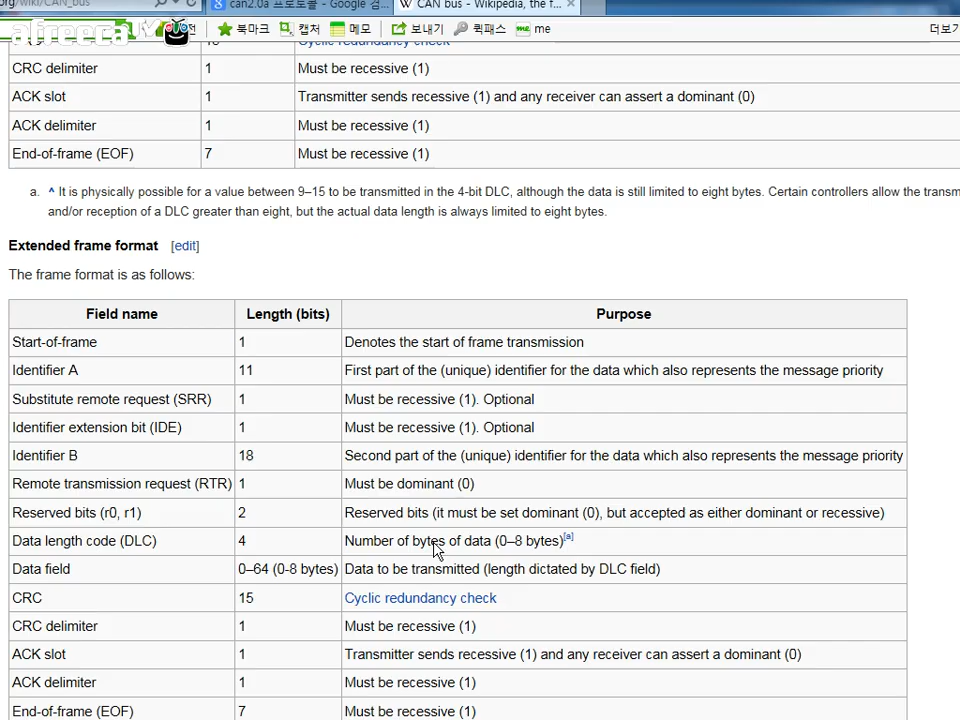 org/wiki/CAN_bus
can2.0a 프로토콜 - Google 검...
W CAN bus - Wikipedia, the f...
afreeca
북마크 캡처 메모 보내기 퀵패스 me 더보기
Cyclic redundancy check
CRC delimiter 1 Must be recessive (1)
ACK slot 1 Transmitter sends recessive (1) and any receiver can assert a dominant (0)
ACK delimiter 1 Must be recessive (1)
End-of-frame (EOF) 7 Must be recessive (1)
a. ^ It is physically possible for a value between 9–15 to be transmitted in the 4-bit DLC, although the data is still limited to eight bytes. Certain controllers allow the transm
and/or reception of a DLC greater than eight, but the actual data length is always limited to eight bytes.
Extended frame format [edit]
The frame format is as follows:
Field name Length (bits) Purpose
Start-of-frame 1 Denotes the start of frame transmission
Identifier A 11 First part of the (unique) identifier for the data which also represents the message priority
Substitute remote request (SRR) 1 Must be recessive (1). Optional
Identifier extension bit (IDE) 1 Must be recessive (1). Optional
Identifier B 18 Second part of the (unique) identifier for the data which also represents the message priority
Remote transmission request (RTR) 1 Must be dominant (0)
Reserved bits (r0, r1) 2 Reserved bits (it must be set dominant (0), but accepted as either dominant or recessive)
Data length code (DLC) 4 Number of bytes of data (0–8 bytes)[a]
Data field 0–64 (0-8 bytes) Data to be transmitted (length dictated by DLC field)
CRC 15 Cyclic redundancy check
CRC delimiter 1 Must be recessive (1)
ACK slot 1 Transmitter sends recessive (1) and any receiver can assert a dominant (0)
ACK delimiter 1 Must be recessive (1)
End-of-frame (EOF) 7 Must be recessive (1)